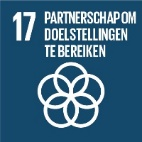 17 PARTNERSCHAP OM
DOELSTELLINGEN
TE BEREIKEN